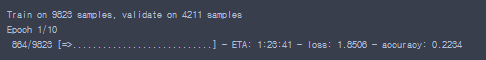 Train on 9823 samples, validate on 4211 samples
Epoch 1/10
864/9823 [=>............................] - ETA: 1:23:41 - loss: 1.8506 - accuracy: 0.2234